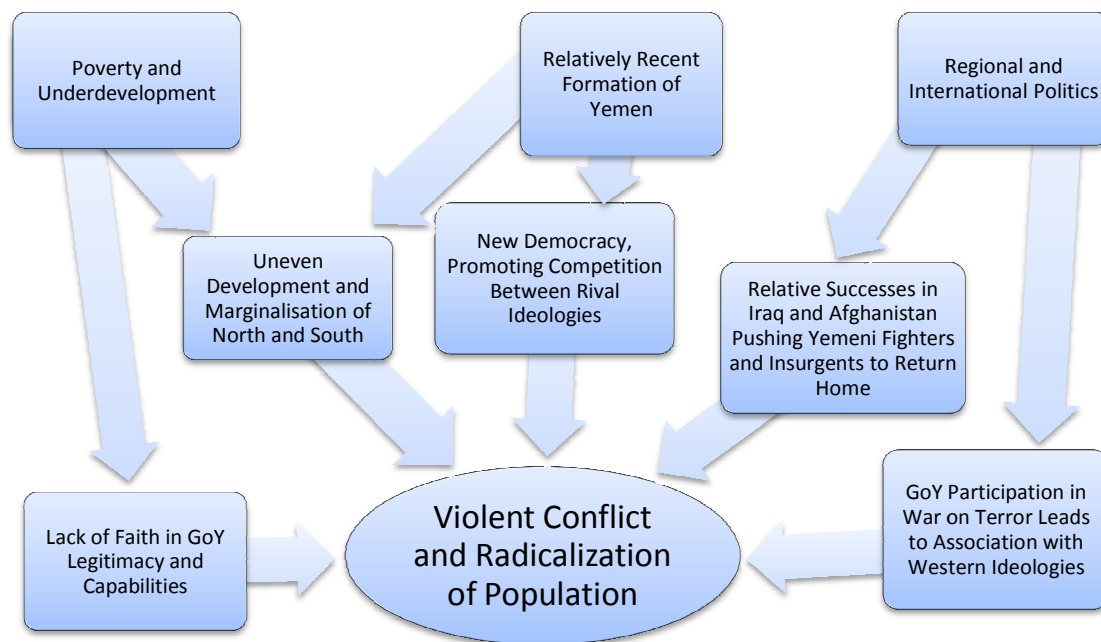 Poverty and
Underdevelopment
Relatively Recent
Formation of
Yemen
Regional and
International Politics
Uneven
Development and
Marginalisation of
North and South
New Democracy,
Promoting Competition
Between Rival
Ideologies
Relative Successes in
Iraq and Afghanistan
Pushing Yemeni Fighters
and Insurgents to Return
Home
Lack of Faith in GoY
Legitimacy and
Capabilities
Violent Conflict
and Radicalization
of Population
GoY Participation in
War on Terror Leads
to Association with
Western Ideologies